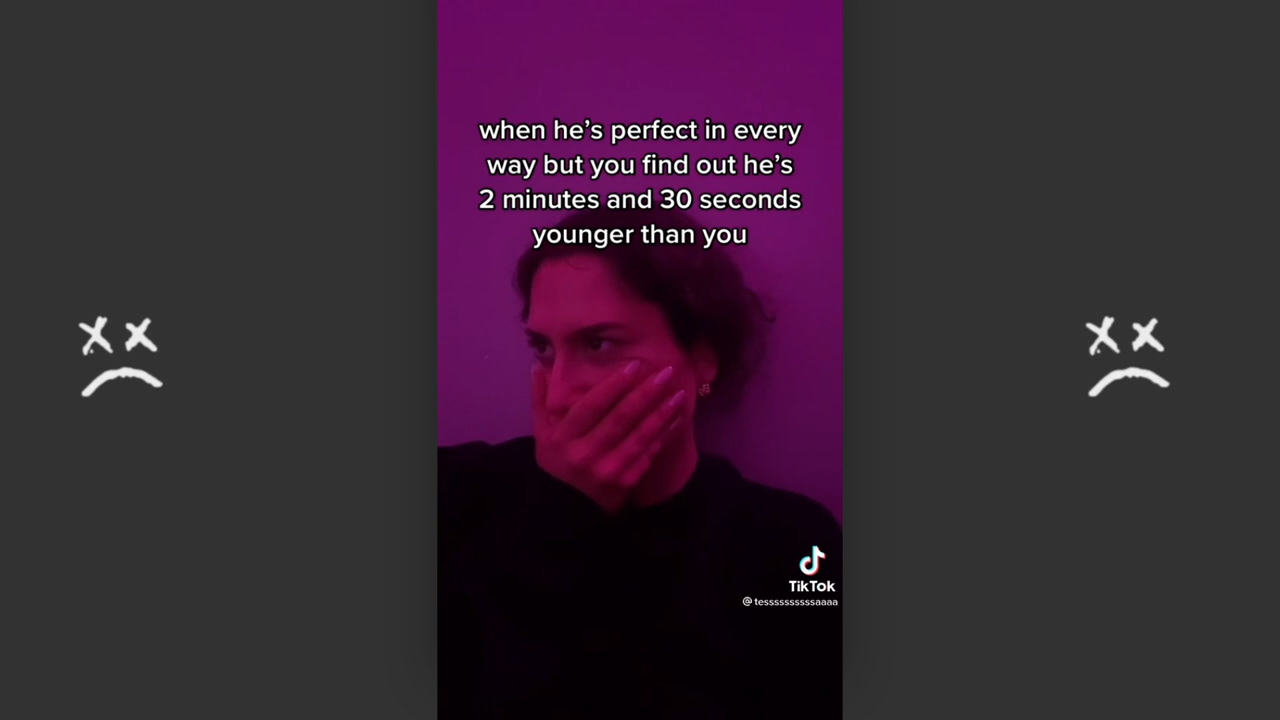 when he’s perfect in every
way but you find out he’s
2 minutes and 30 seconds
younger than you
TikTok
@tesssssssssaaaa